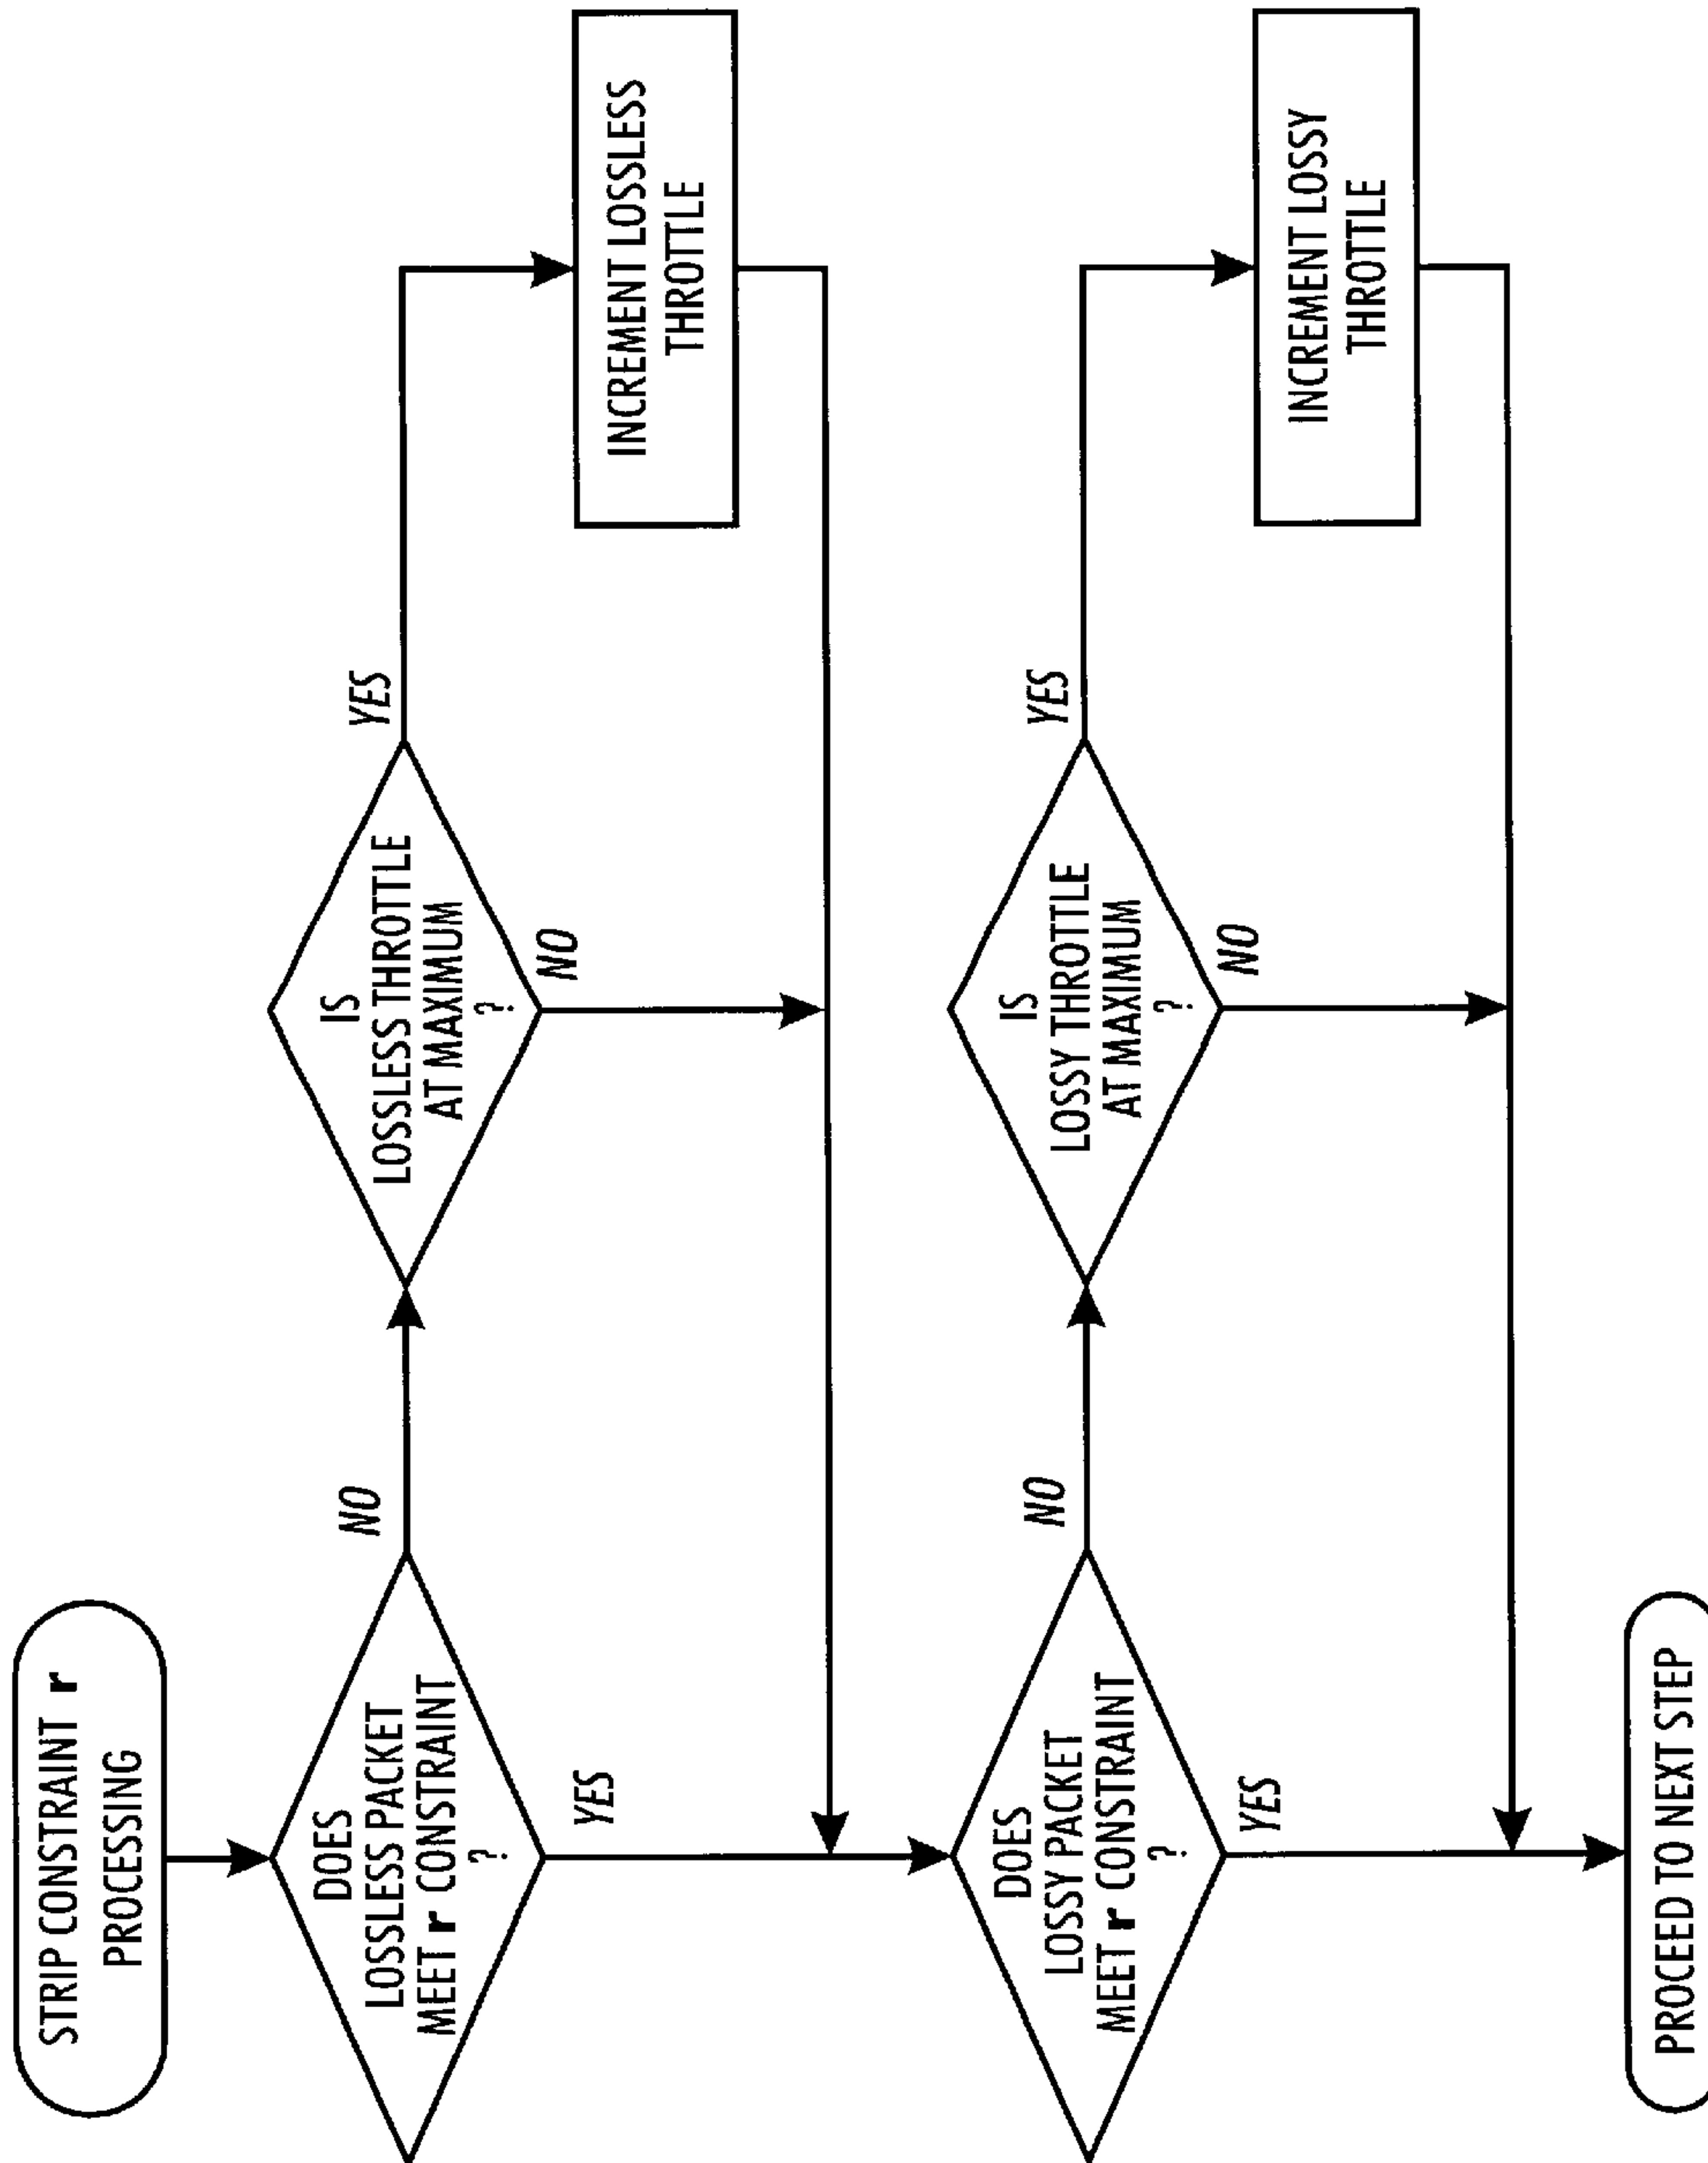 STRIP CONSTRAINT r
PROCESSING
DOES
LOSSLESS PACKET
MEET r CONSTRAINT
?
NO
YES
IS
LOSSLESS THROTTLE
AT MAXIMUM
?
YES
NO
INCREMENT LOSSLESS
THROTTLE
DOES
LOSSY PACKET
MEET r CONSTRAINT
?
NO
YES
IS
LOSSY THROTTLE
AT MAXIMUM
?
YES
NO
INCREMENT LOSSY
THROTTLE
PROCEED TO NEXT STEP